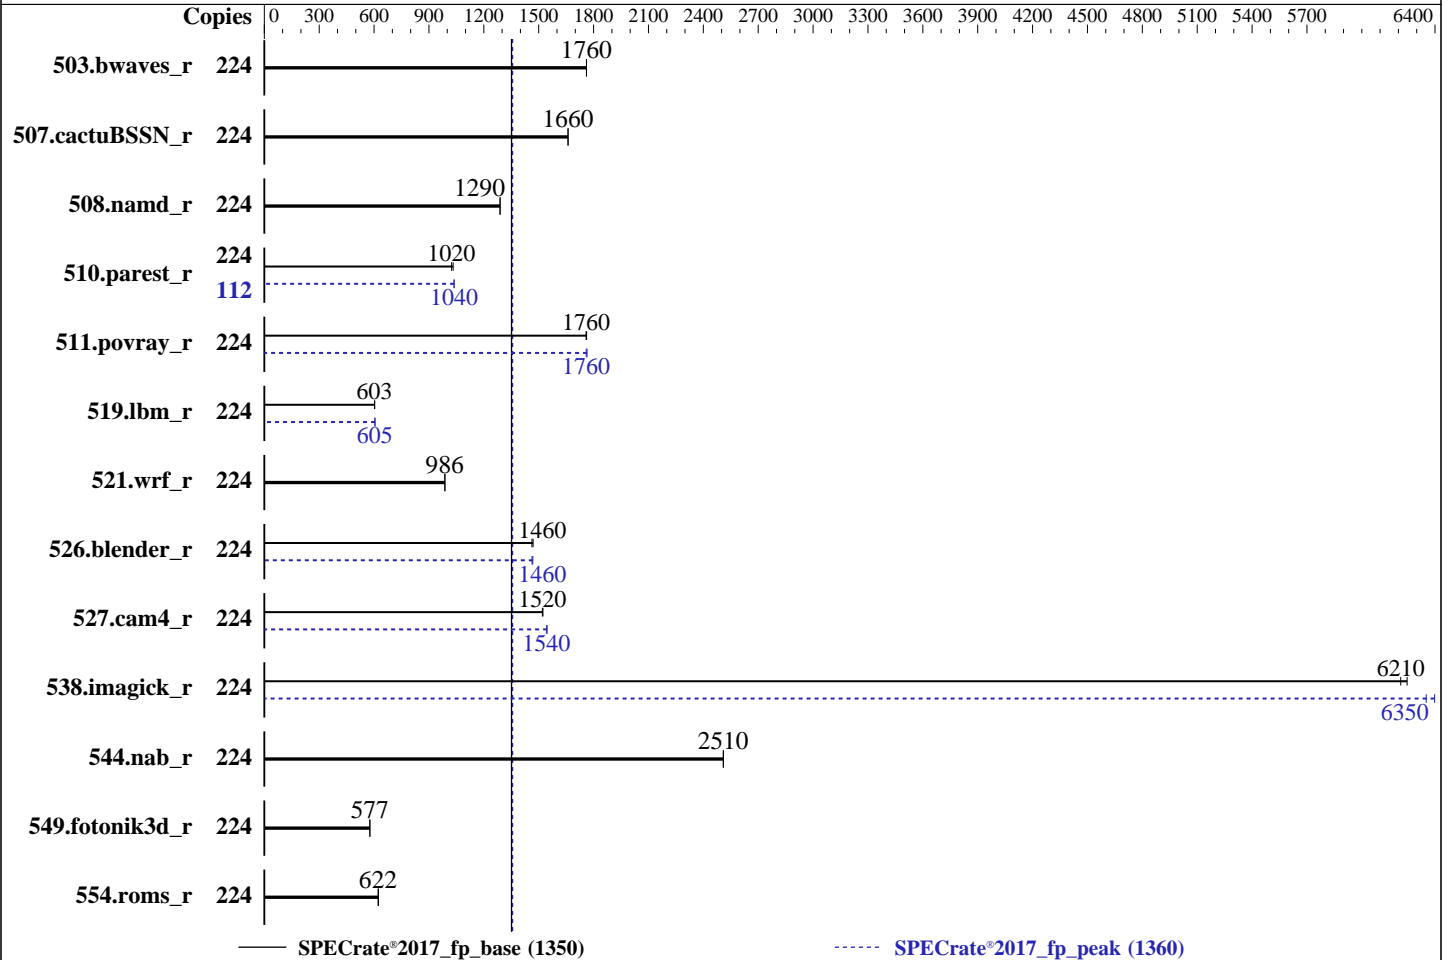 Copies 0 300 600 900 1200 1500 1800 2100 2400 2700 3000 3300 3600 3900 4200 4500 4800 5100 5400 5700 6400
503.bwaves_r 224 1760
507.cactuBSSN_r 224 1660
508.namd_r 224 1290
510.parest_r 224 1020
112 1040
511.povray_r 224 1760
1760
519.lbm_r 224 603
605
521.wrf_r 224 986
526.blender_r 224 1460
1460
527.cam4_r 224 1520
1540
538.imagick_r 224 6210
6350
544.nab_r 224 2510
549.fotonik3d_r 224 577
554.roms_r 224 622
SPECrate®2017_fp_base (1350) SPECrate®2017_fp_peak (1360)